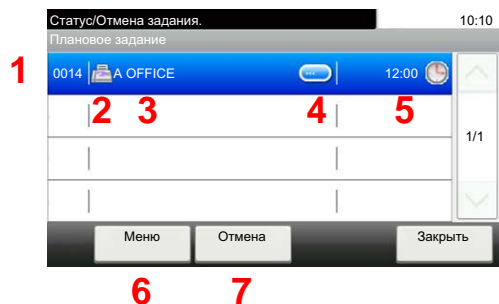 Статус/Отмена задания. 10:10
Плановое задание
1 0014 A OFFICE 12:00
2 3 4 5
1/1
Меню Отмена Закрыть
6 7